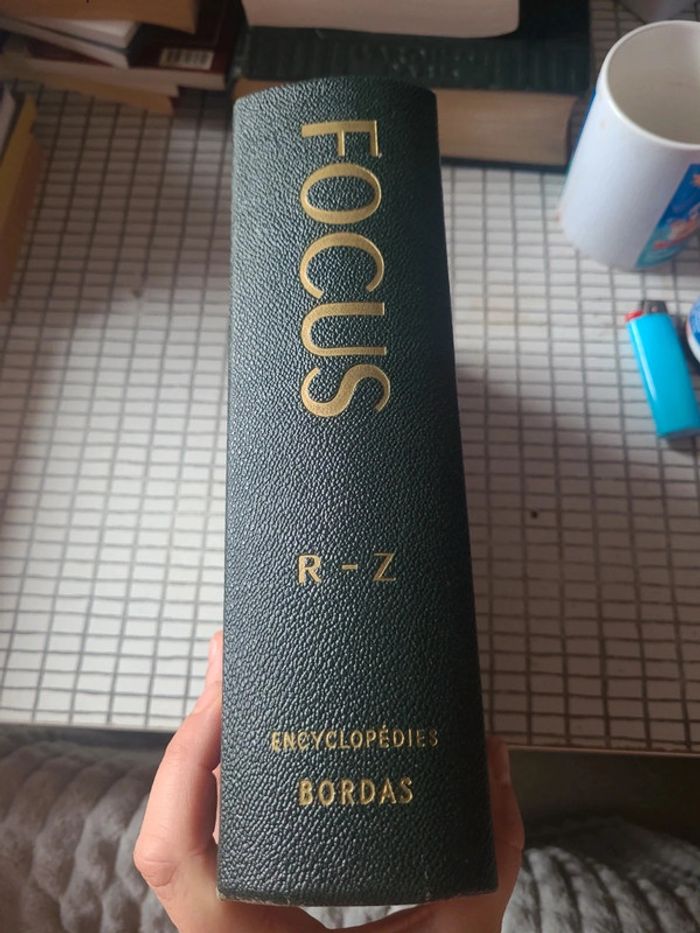 FOCUS
R - Z
ENCYCLOPÉDIES
BORDAS